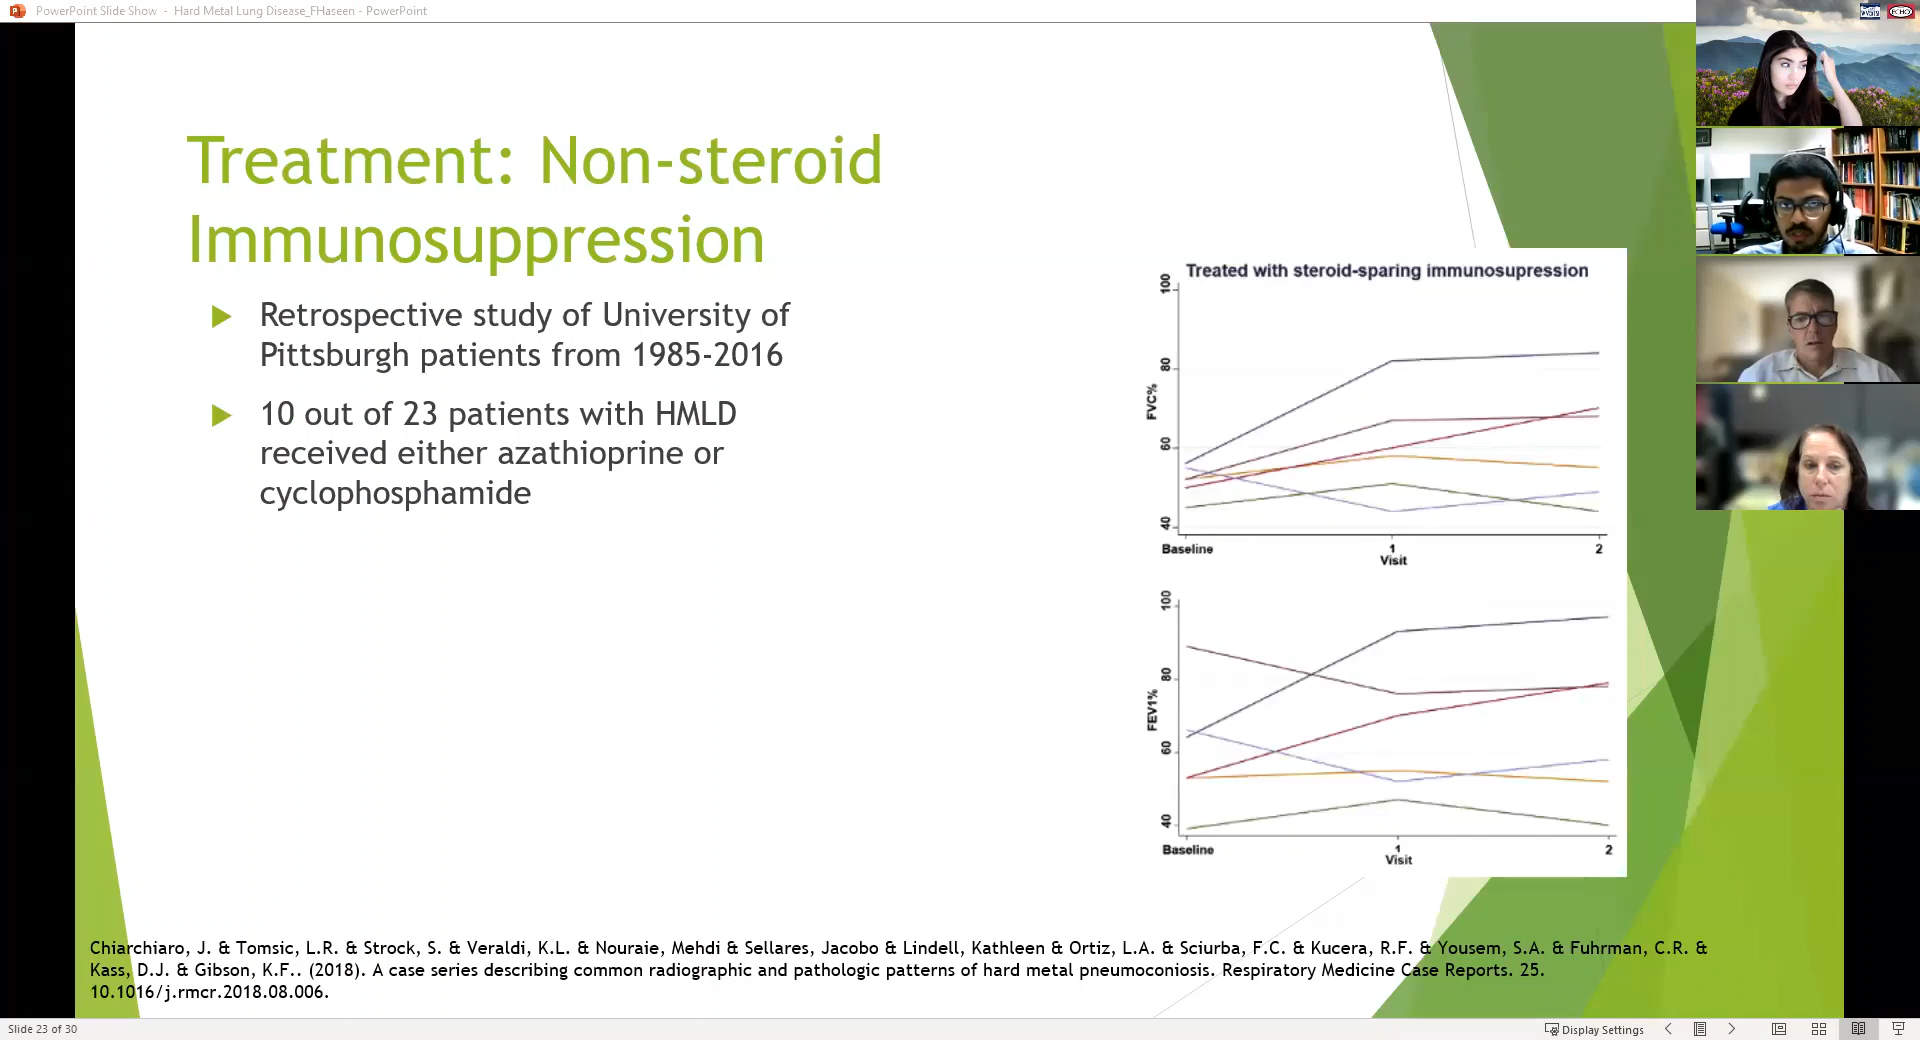 PowerPoint Slide Show - Hard Metal Lung Disease_FHaseen - PowerPoint
ECHO
Treatment: Non-steroid
Immunosuppression
Retrospective study of University of
Pittsburgh patients from 1985-2016
10 out of 23 patients with HMLD
received either azathioprine or
cyclophosphamide
Treated with steroid-sparing immunosupression
100
80
FVC%
60
40
Baseline
1
2
Visit
100
80
FEV1%
60
40
Baseline
1
2
Visit
Chiarchiaro, J. & Tomsic, L.R. & Strock, S. & Veraldi, K.L. & Nouraie, Mehdi & Sellares, Jacobo & Lindell, Kathleen & Ortiz, L.A. & Sciurba, F.C. & Kucera, R.F. & Yousem, S.A. & Fuhrman, C.R. &
Kass, D.J. & Gibson, K.F.. (2018). A case series describing common radiographic and pathologic patterns of hard metal pneumoconiosis. Respiratory Medicine Case Reports. 25.
10.1016/j.rmcr.2018.08.006.
Slide 23 of 30
Display Settings